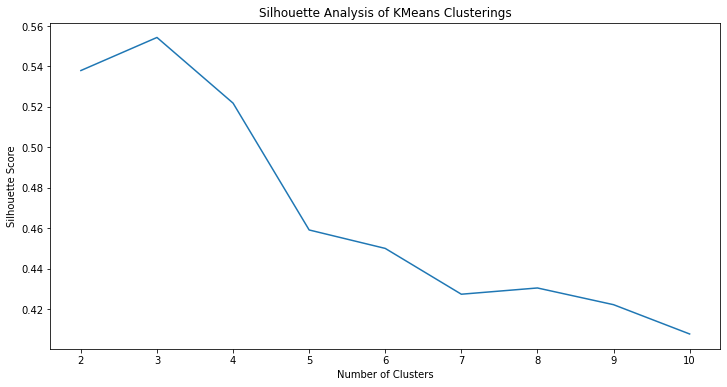 Silhouette Analysis of KMeans Clusterings
0.56
0.54
0.52
0.50
0.48
0.46
0.44
0.42
Silhouette Score
2 3 4 5 6 7 8 9 10
Number of Clusters